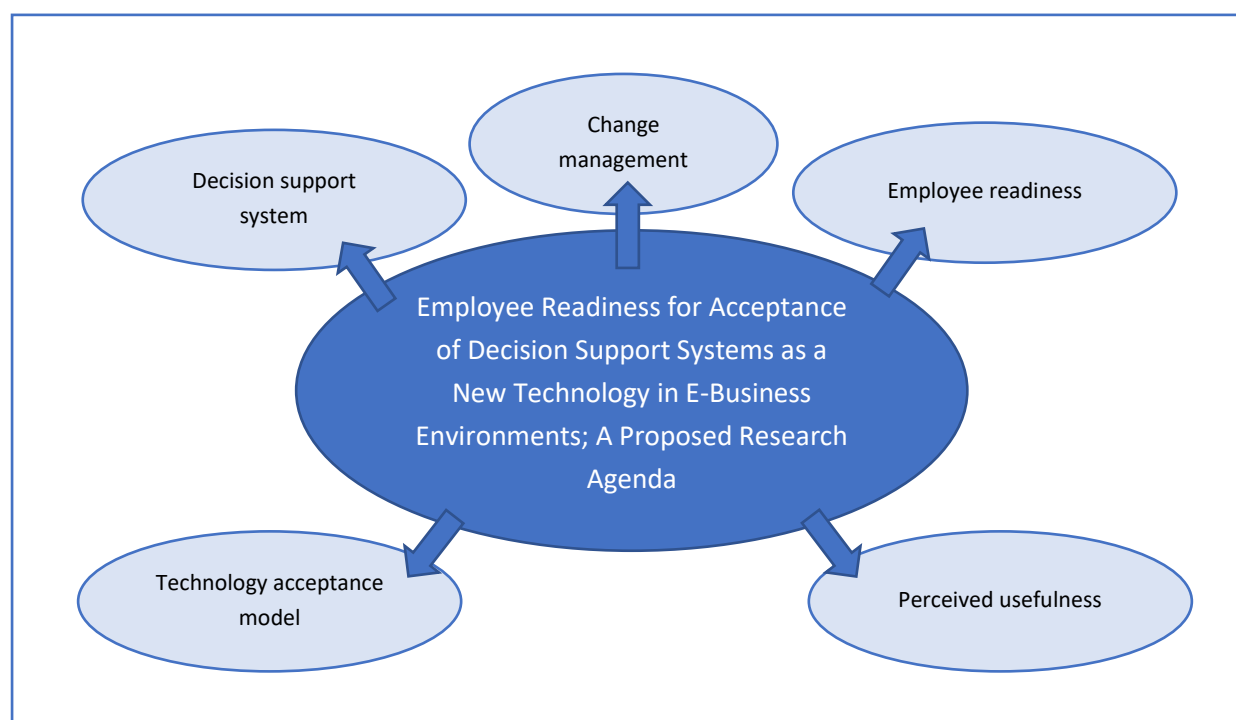 Change
management
Decision support
system
Employee readiness
Employee Readiness for Acceptance
of Decision Support Systems as a
New Technology in E-Business
Environments; A Proposed Research
Agenda
Technology acceptance
model
Perceived usefulness